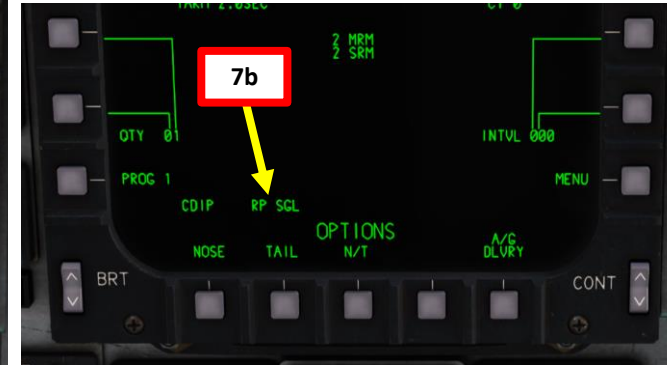 2 MRM
2 SRM
7b
QTY 01
INTVL 000
PROG 1
MENU
CDIP RP SGL
OPTIONS
NOSE TAIL N/T A/G DLVRY
BRT
CONT